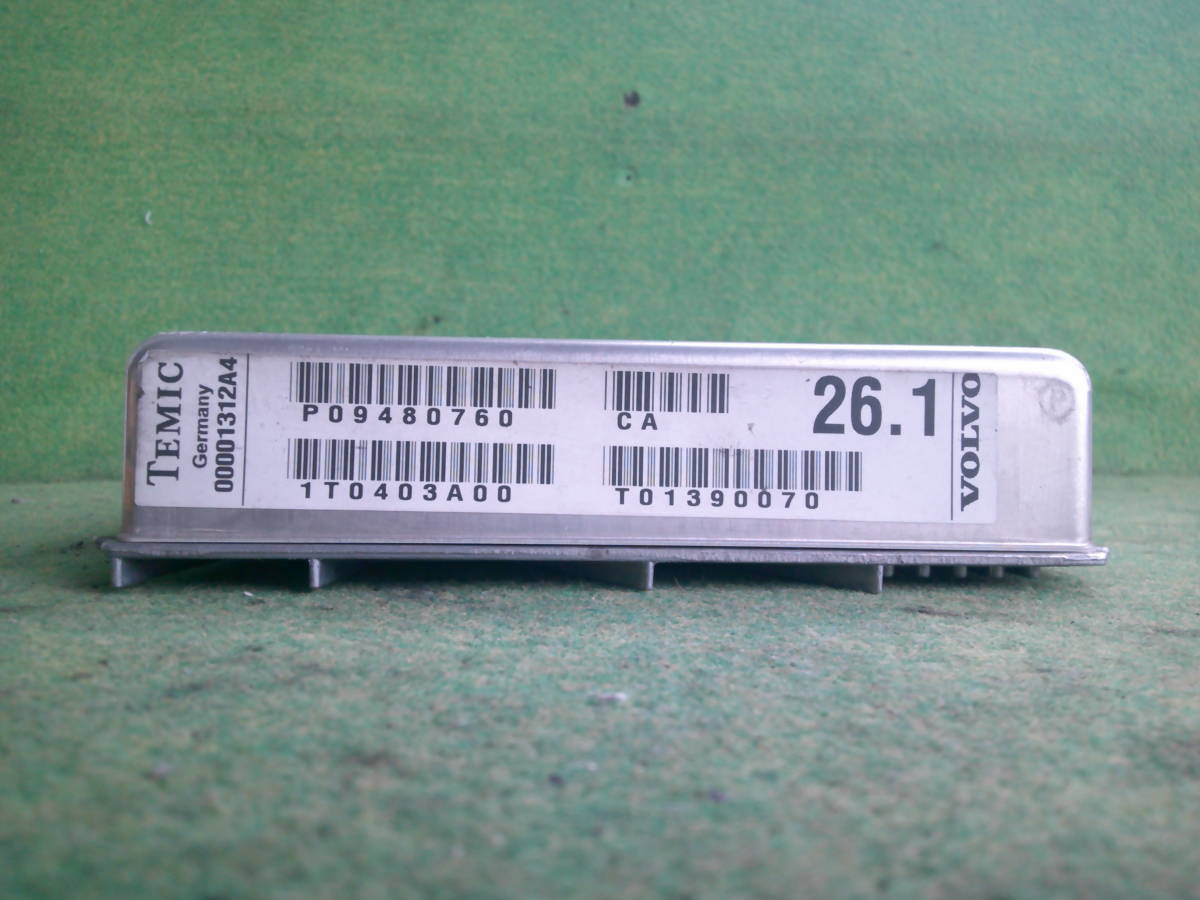 TEMIC
Germany
00001312A4
P09480760
CA
26.1
1T0403A00
T01390070
VOLVO